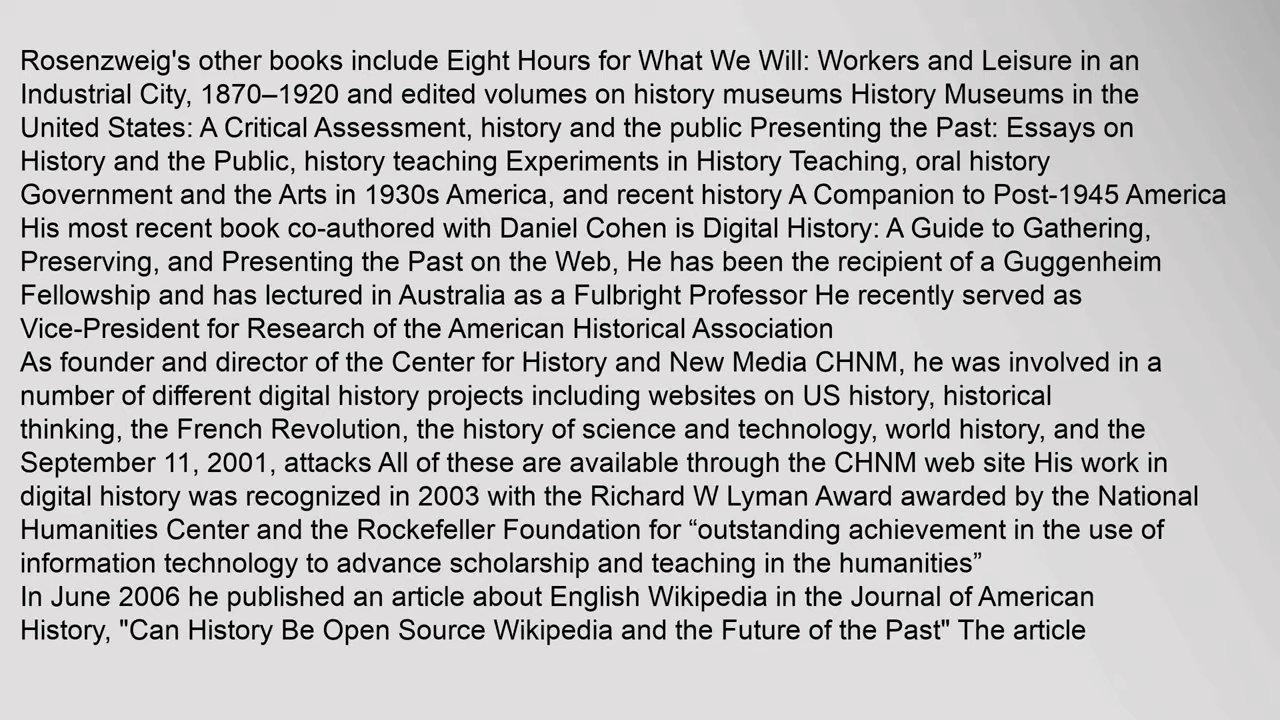 Rosenzweig's other books include Eight Hours for What We Will: Workers and Leisure in an
Industrial City, 1870–1920 and edited volumes on history museums History Museums in the
United States: A Critical Assessment, history and the public Presenting the Past: Essays on
History and the Public, history teaching Experiments in History Teaching, oral history
Government and the Arts in 1930s America, and recent history A Companion to Post-1945 America
His most recent book co-authored with Daniel Cohen is Digital History: A Guide to Gathering,
Preserving, and Presenting the Past on the Web, He has been the recipient of a Guggenheim
Fellowship and has lectured in Australia as a Fulbright Professor He recently served as
Vice-President for Research of the American Historical Association
As founder and director of the Center for History and New Media CHNM, he was involved in a
number of different digital history projects including websites on US history, historical
thinking, the French Revolution, the history of science and technology, world history, and the
September 11, 2001, attacks All of these are available through the CHNM web site His work in
digital history was recognized in 2003 with the Richard W Lyman Award awarded by the National
Humanities Center and the Rockefeller Foundation for “outstanding achievement in the use of
information technology to advance scholarship and teaching in the humanities”
In June 2006 he published an article about English Wikipedia in the Journal of American
History, "Can History Be Open Source Wikipedia and the Future of the Past" The article